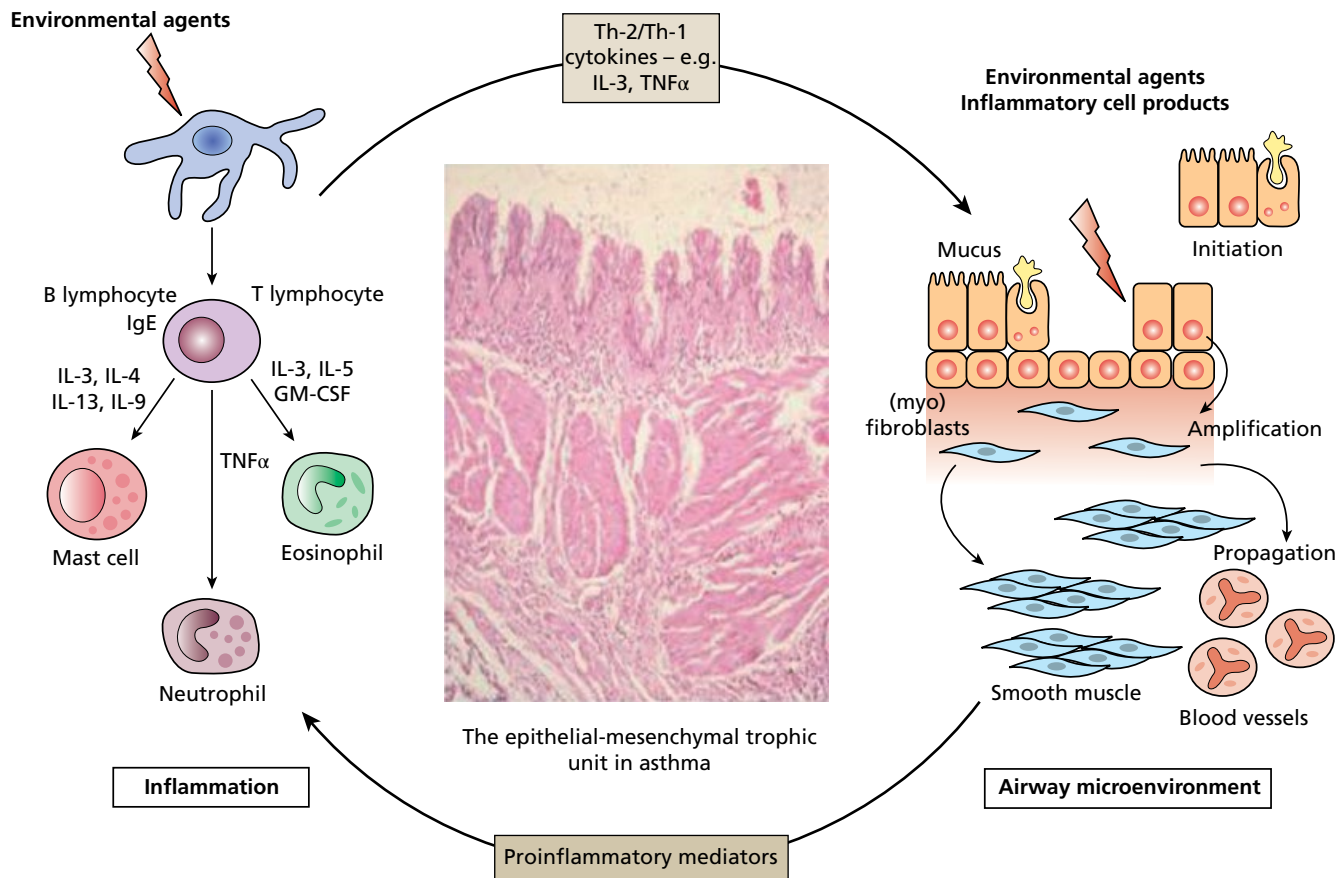 Environmental agents
Th-2/Th-1
cytokines – e.g.
IL-3, TNFα
Environmental agents
Inflammatory cell products
Initiation
Mucus
B lymphocyte
IgE
T lymphocyte
IL-3, IL-4
IL-13, IL-9
IL-3, IL-5
GM-CSF
TNFα
Mast cell
Eosinophil
Neutrophil
(myo)
fibroblasts
Amplification
Propagation
Smooth muscle
Blood vessels
The epithelial-mesenchymal trophic
unit in asthma
Inflammation
Airway microenvironment
Proinflammatory mediators